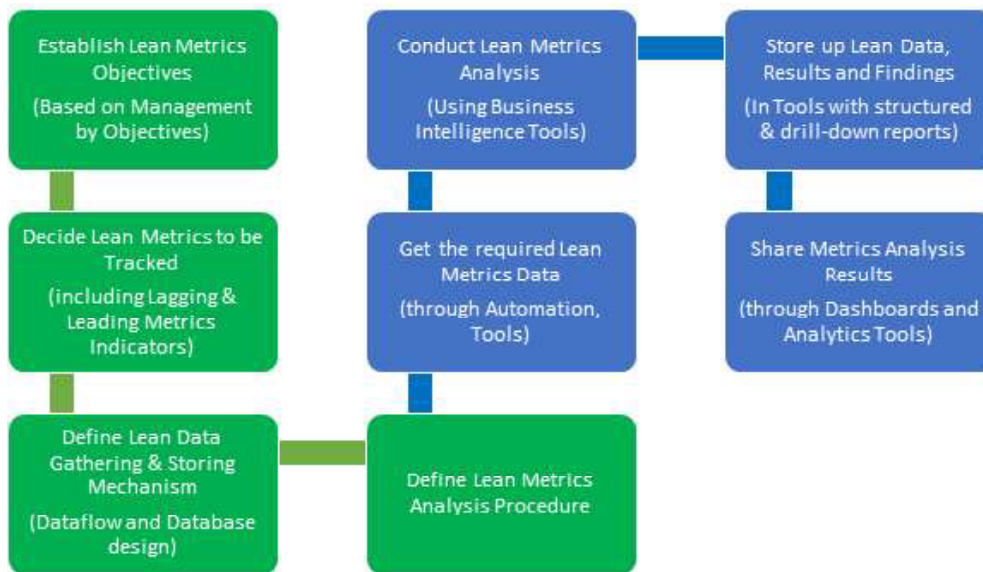 Establish Lean Metrics
Objectives
(Based on Management
by Objectives)
Decide Lean Metrics to be
Tracked
(including Lagging &
Leading Metrics
Indicators)
Define Lean Data
Gathering & Storing
Mechanism
(Dataflow and Database
design)
Define Lean Metrics
Analysis Procedure
Get the required Lean
Metrics Data
(through Automation,
Tools)
Conduct Lean Metrics
Analysis
(Using Business
Intelligence Tools)
Store up Lean Data,
Results and Findings
(In Tools with structured
& drill-down reports)
Share Metrics Analysis
Results
(through Dashboards and
Analytics Tools)